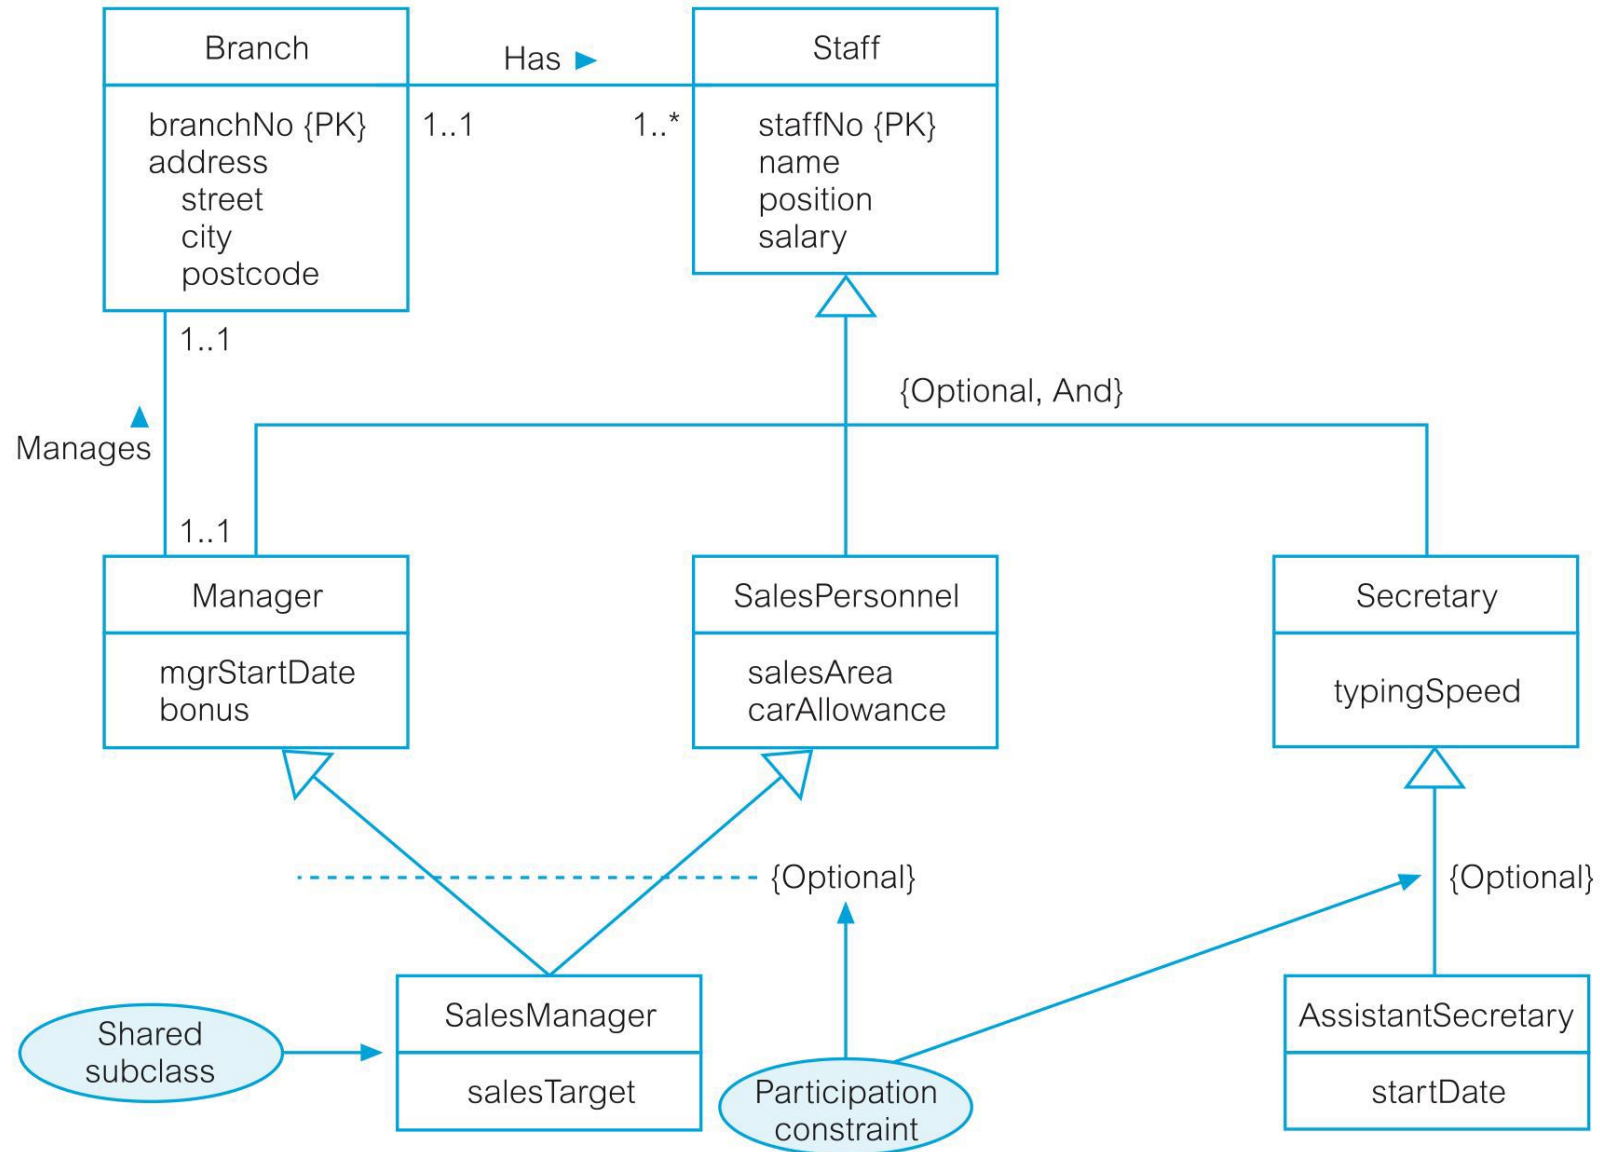 Branch
branchNo {PK}
address
street
city
postcode
Has
1..1
1..*
Staff
staffNo {PK}
name
position
salary
1..1
Manages
1..1
{Optional, And}
Manager
mgrStartDate
bonus
SalesPersonnel
salesArea
carAllowance
Secretary
typingSpeed
{Optional}
{Optional}
Shared
subclass
SalesManager
salesTarget
Participation
constraint
AssistantSecretary
startDate